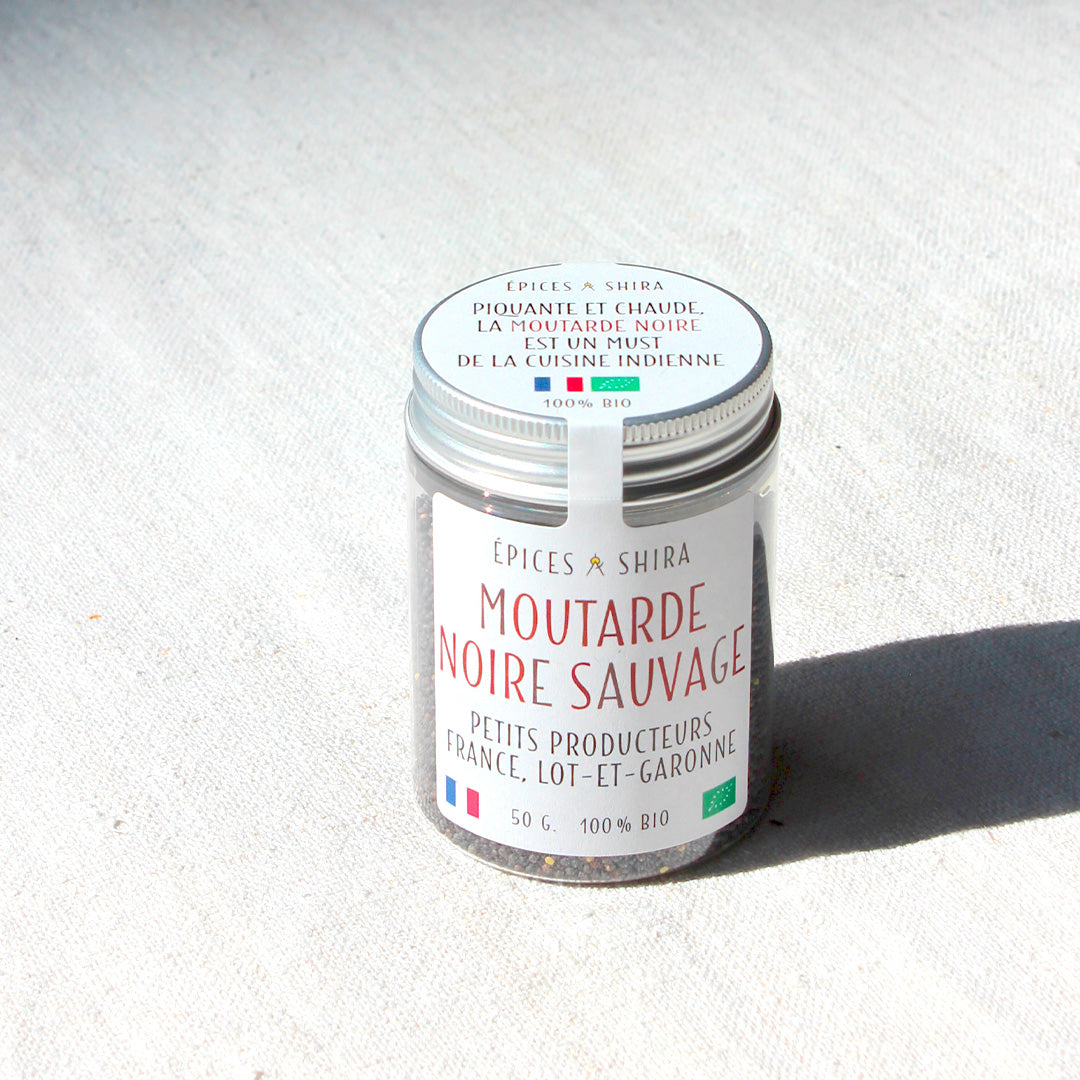 ÉPICES SHIRA
PIQUANTE ET CHAUDE,
LA MOUTARDE NOIRE
EST UN MUST
DE LA CUISINE INDIENNE
100% BIO
ÉPICES SHIRA
MOUTARDE
NOIRE SAUVAGE
PETITS PRODUCTEURS
FRANCE, LOT-ET-GARONNE
50 G. 100% BIO